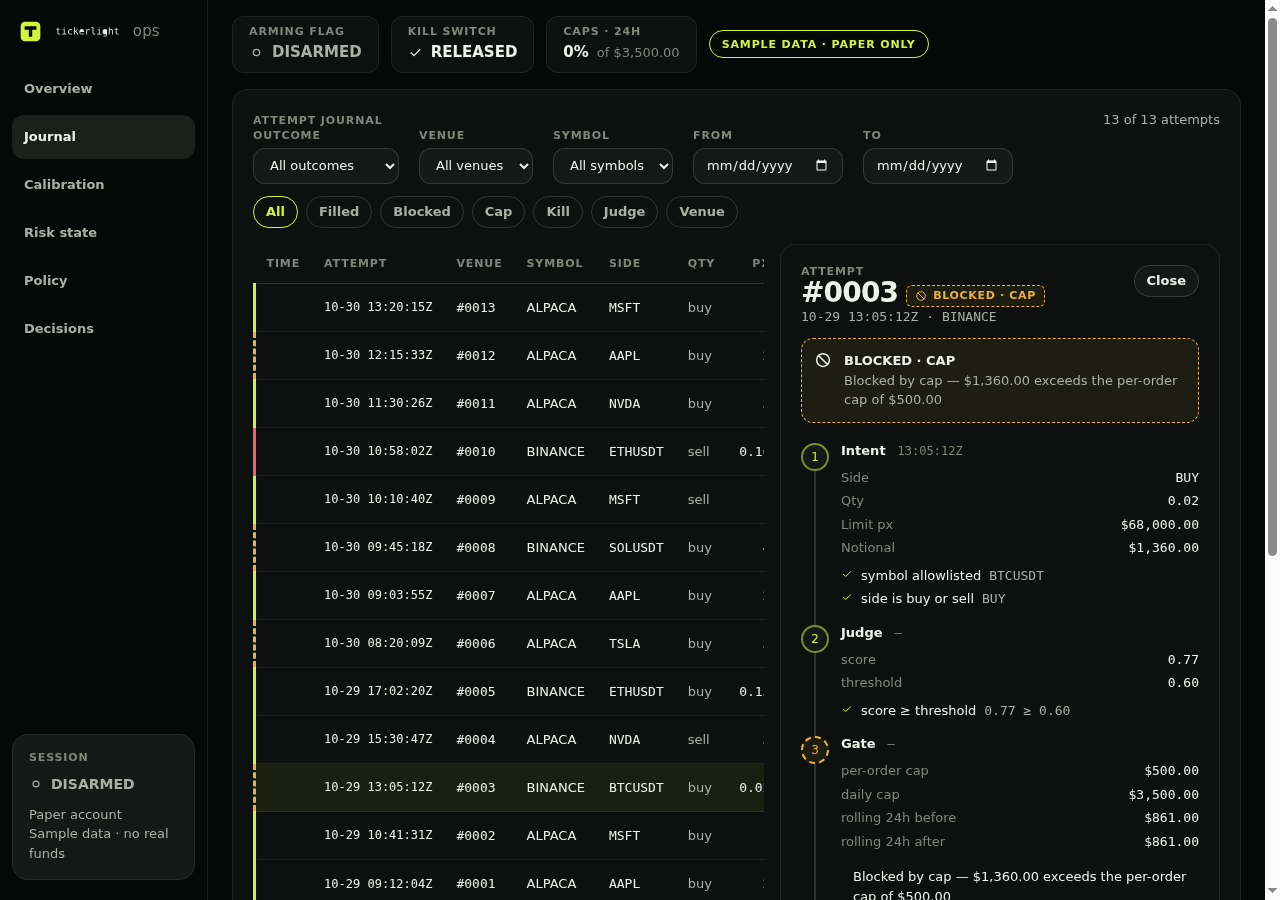 tickerlight ops
Overview
Journal
Calibration
Risk state
Policy
Decisions
SESSION
DISARMED
Paper account
Sample data · no real
funds
ARMING FLAG
DISARMED
KILL SWITCH
RELEASED
CAPS · 24H
0% of $3,500.00
SAMPLE DATA · PAPER ONLY
ATTEMPT JOURNAL
13 of 13 attempts
OUTCOME VENUE SYMBOL FROM TO
All outcomes All venues All symbols mm/dd/yyyy mm/dd/yyyy
All Filled Blocked Cap Kill Judge Venue
TIME ATTEMPT VENUE SYMBOL SIDE QTY
10-30 13:20:15Z #0013 ALPACA MSFT buy
10-30 12:15:33Z #0012 ALPACA AAPL buy
10-30 11:30:26Z #0011 ALPACA NVDA buy
10-30 10:58:02Z #0010 BINANCE ETHUSDT sell
10-30 10:10:40Z #0009 ALPACA MSFT sell
10-30 09:45:18Z #0008 BINANCE SOLUSDT buy
10-30 09:03:55Z #0007 ALPACA AAPL buy
10-30 08:20:09Z #0006 ALPACA TSLA buy
10-29 17:02:20Z #0005 BINANCE ETHUSDT buy
10-29 15:30:47Z #0004 ALPACA NVDA sell
10-29 13:05:12Z #0003 BINANCE BTCUSDT buy
10-29 10:41:31Z #0002 ALPACA MSFT buy
10-29 09:12:04Z #0001 ALPACA AAPL buy
ATTEMPT
#0003 BLOCKED · CAP
Close
10-29 13:05:12Z · BINANCE
BLOCKED · CAP
Blocked by cap — $1,360.00 exceeds the per-order
cap of $500.00
1 Intent 13:05:12Z
Side BUY
Qty 0.02
Limit px $68,000.00
Notional $1,360.00
✓ symbol allowlisted BTCUSDT
✓ side is buy or sell BUY
2 Judge —
score 0.77
threshold 0.60
✓ score ≥ threshold 0.77 ≥ 0.60
3 Gate —
per-order cap $500.00
daily cap $3,500.00
rolling 24h before $861.00
rolling 24h after $861.00
Blocked by cap — $1,360.00 exceeds the per-order
cap of $500.00